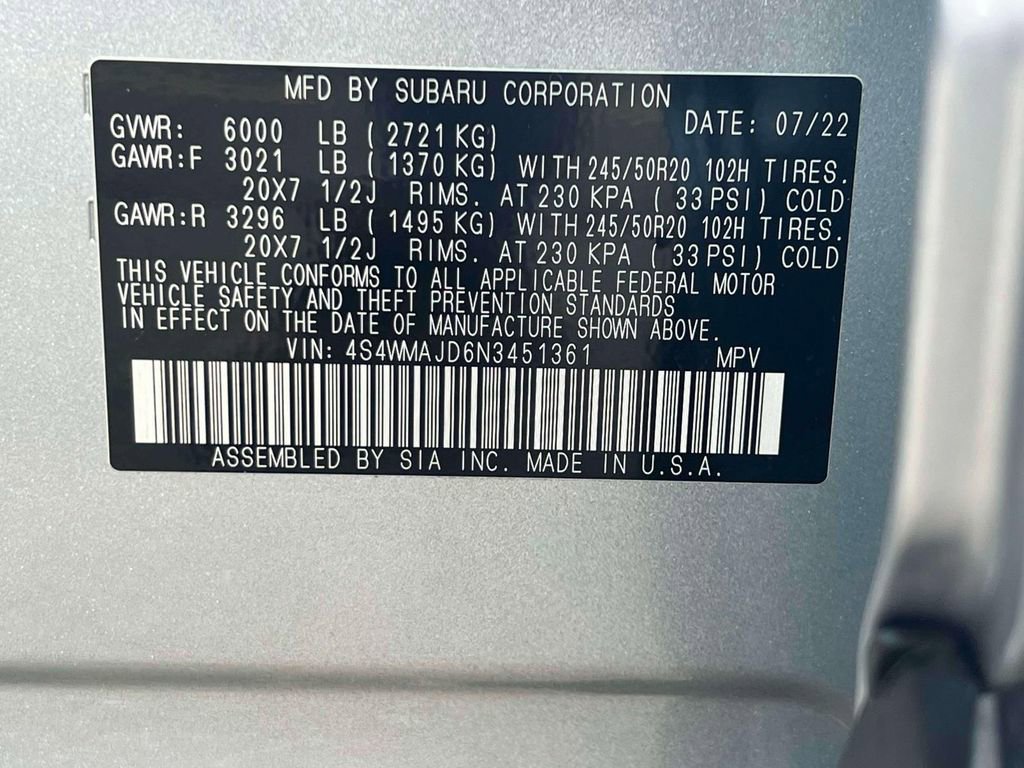 MFD BY SUBARU CORPORATION
DATE: 07/22
GVWR: 6000 LB ( 2721 KG)
GAWR:F 3021 LB ( 1370 KG) WITH 245/50R20 102H TIRES.
20X7 1/2J RIMS. AT 230 KPA ( 33 PSI) COLD
GAWR:R 3296 LB ( 1495 KG) WITH 245/50R20 102H TIRES.
20X7 1/2J RIMS. AT 230 KPA ( 33 PSI) COLD
THIS VEHICLE CONFORMS TO ALL APPLICABLE FEDERAL MOTOR
VEHICLE SAFETY AND THEFT PREVENTION STANDARDS
IN EFFECT ON THE DATE OF MANUFACTURE SHOWN ABOVE.
VIN: 4S4WMAJD6N3451361 MPV
ASSEMBLED BY SIA INC. MADE IN U.S.A.